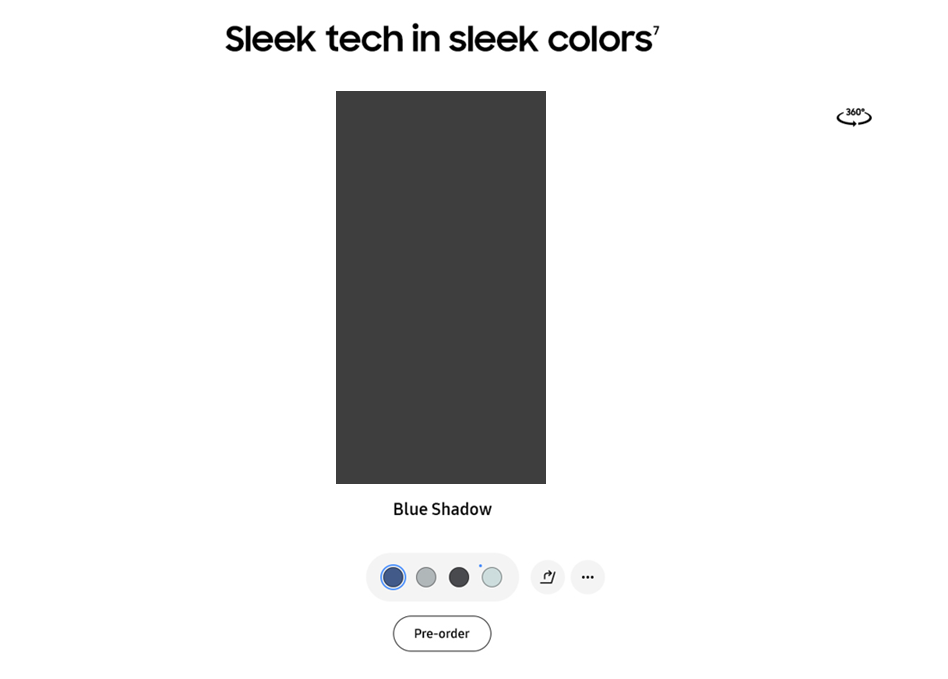 Sleek tech in sleek colors⁷
360°
Blue Shadow
Pre-order